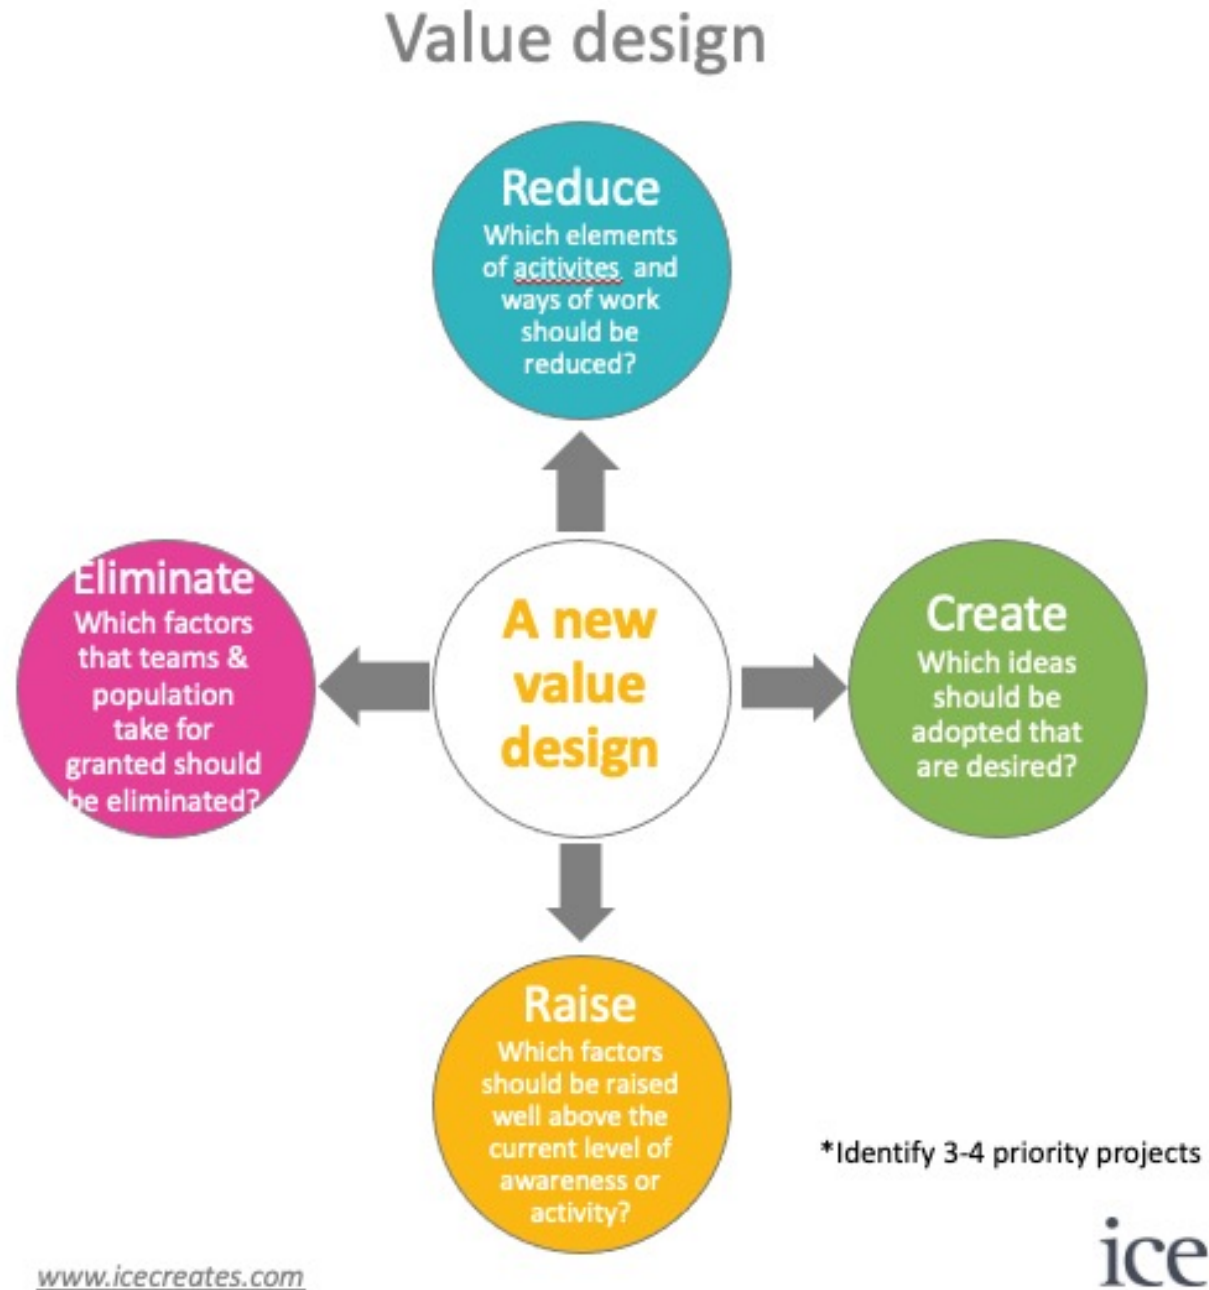 Value design
Reduce
Which elements
of acitivites and
ways of work
should be
reduced?
Eliminate
Which factors
that teams &
population
take for
granted should
be eliminated?
A new
value
design
Create
Which ideas
should be
adopted that
are desired?
Raise
Which factors
should be raised
well above the
current level of
awareness or
activity?
*Identify 3-4 priority projects
www.icecreates.com
ice